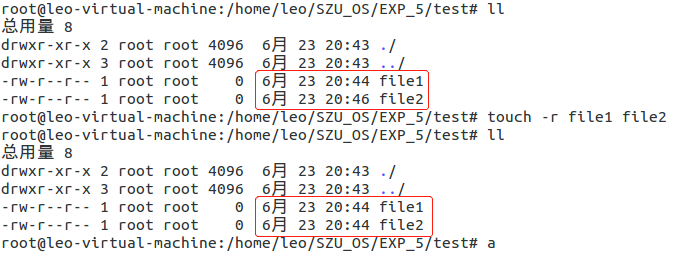 root@leo-virtual-machine:/home/leo/SZU_OS/EXP_5/test# ll
总用量 8
drwxr-xr-x 2 root root 4096  6月 23 20:43 ./
drwxr-xr-x 3 root root 4096  6月 23 20:43 ../
-rw-r--r-- 1 root root    0  6月 23 20:44 file1
-rw-r--r-- 1 root root    0  6月 23 20:46 file2
root@leo-virtual-machine:/home/leo/SZU_OS/EXP_5/test# touch -r file1 file2
root@leo-virtual-machine:/home/leo/SZU_OS/EXP_5/test# ll
总用量 8
drwxr-xr-x 2 root root 4096  6月 23 20:43 ./
drwxr-xr-x 3 root root 4096  6月 23 20:43 ../
-rw-r--r-- 1 root root    0  6月 23 20:44 file1
-rw-r--r-- 1 root root    0  6月 23 20:44 file2
root@leo-virtual-machine:/home/leo/SZU_OS/EXP_5/test# a